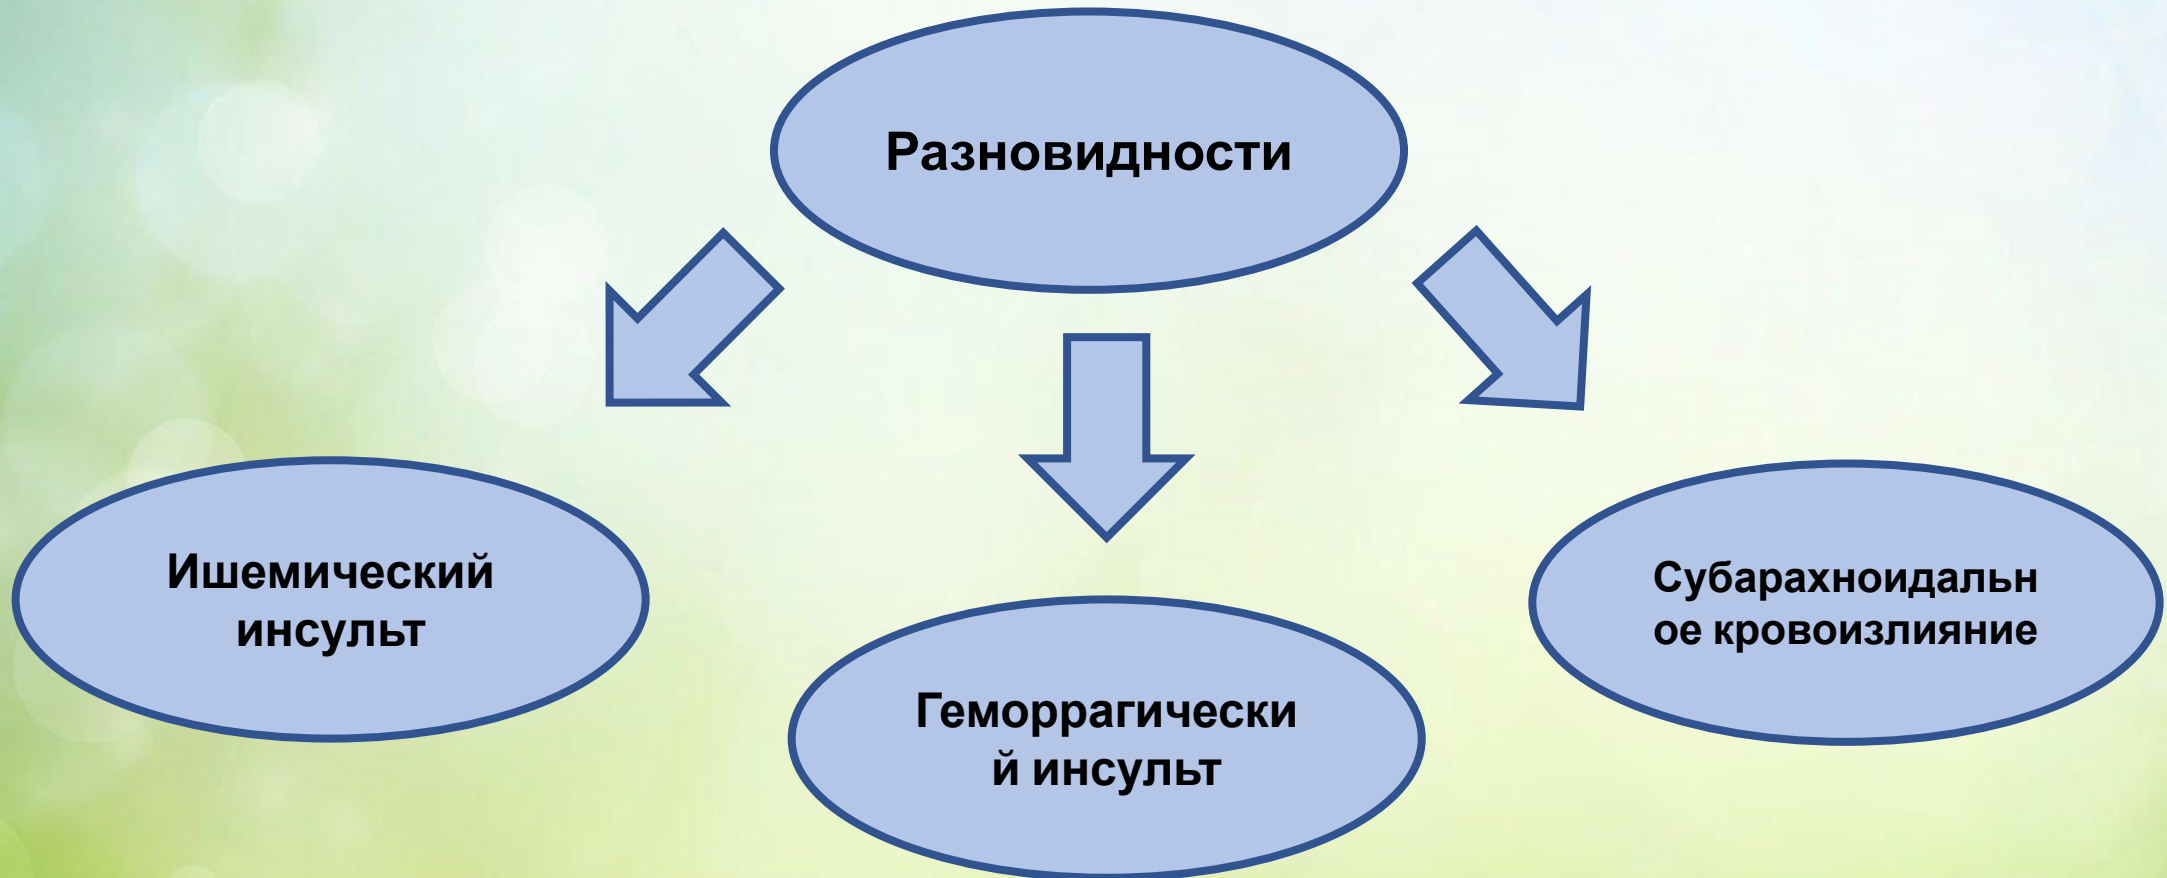 Разновидности
Ишемический
инсульт
Геморрагически
й инсульт
Субарахноидальн
ое кровоизлияние